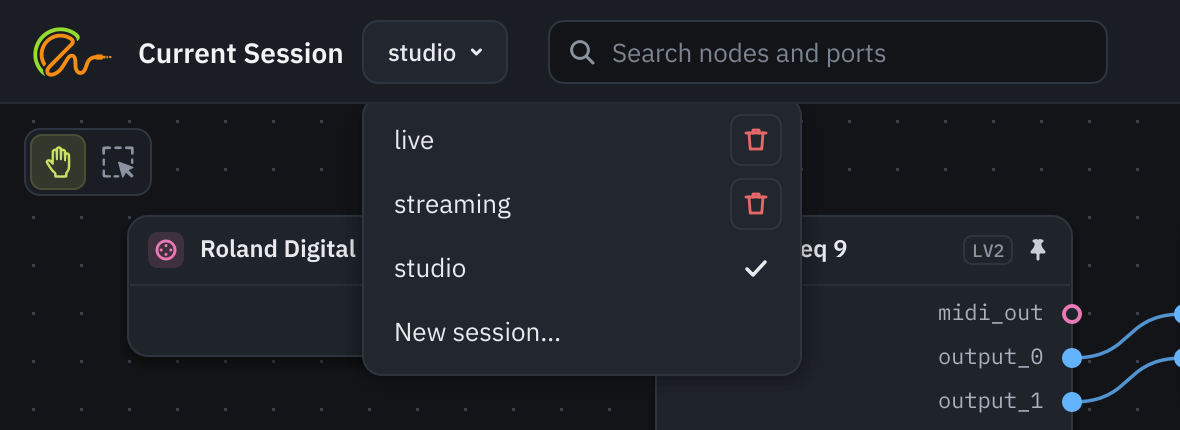 Current Session
studio
Search nodes and ports
live
streaming
studio
New session...
Roland Digital
eq 9
LV2
midi_out
output_0
output_1